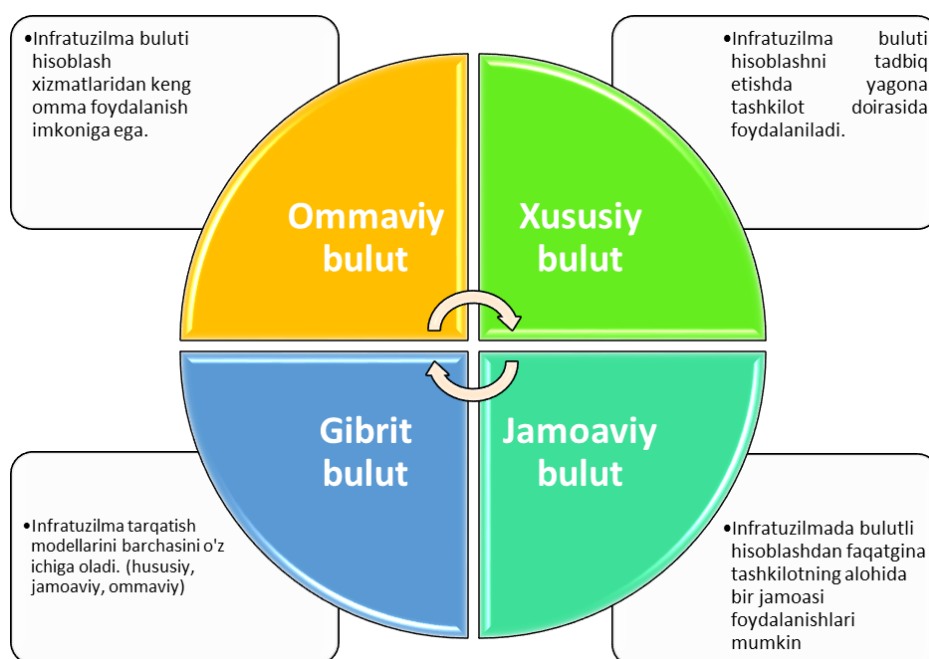 •Infratuzilma buluti
hisoblash
xizmatlaridan keng
omma foydalanish
imkoniga ega.
•Infratuzilma buluti
hisoblashni tadbiq
etishda yagona
tashkilot doirasida
foydalaniladi.
Ommaviy
bulut
Xususiy
bulut
Gibrit
bulut
Jamoaviy
bulut
•Infratuzilma tarqatish
modellarini barchasini o'z
ichiga oladi. (hususiy,
jamoaviy, ommaviy)
•Infratuzilmada bulutli
hisoblashdan faqatgina
tashkilotning alohida
bir jamoasi
foydalanishlari
mumkin